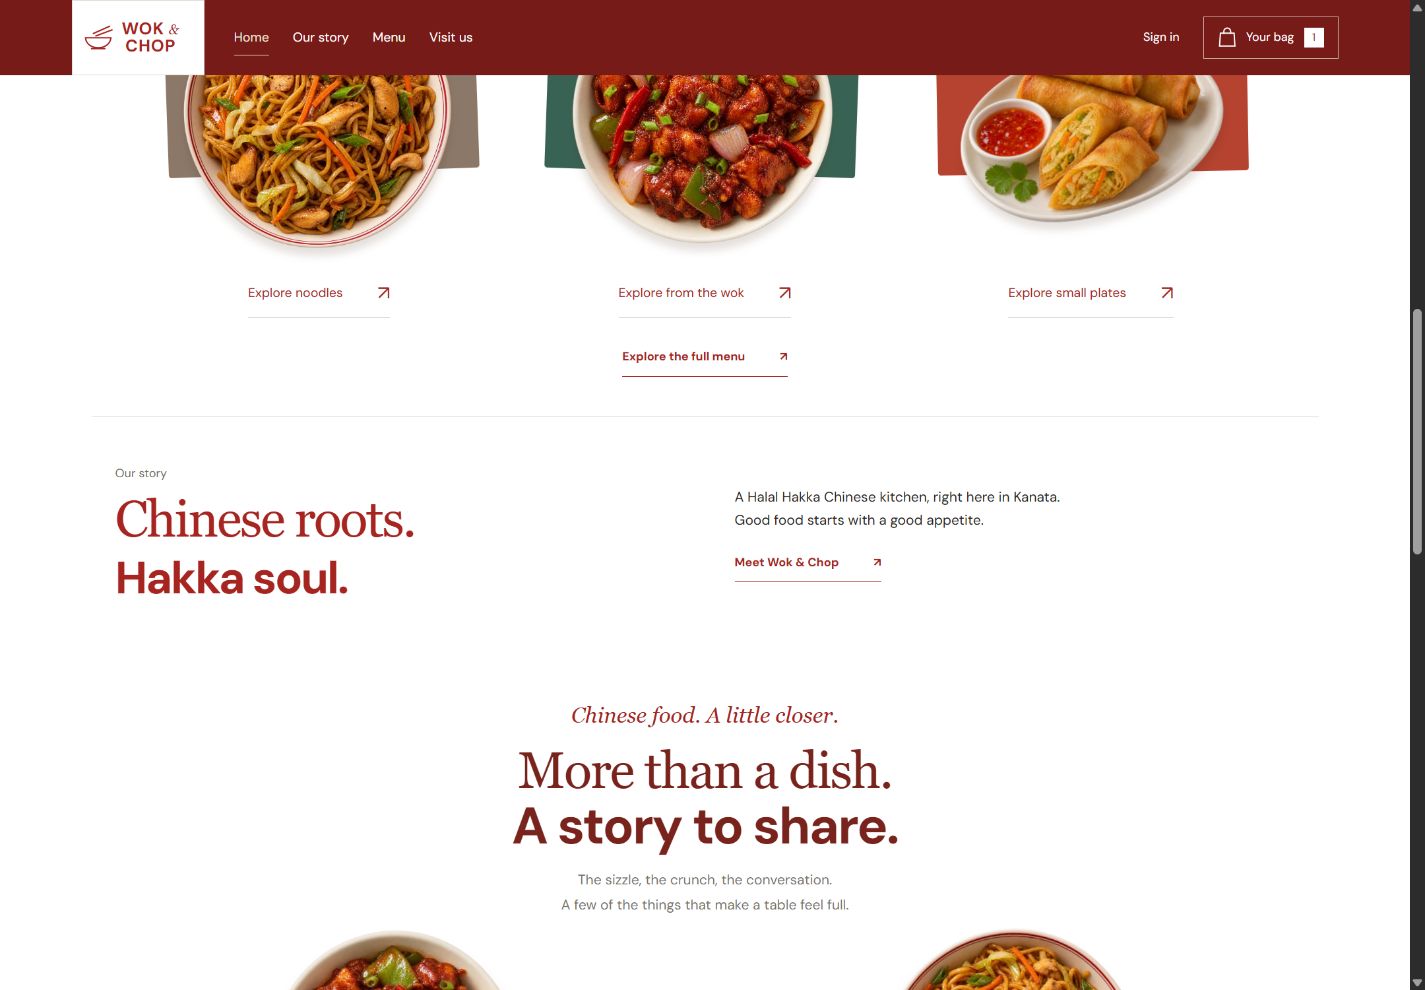 WOK &
CHOP
Home
Our story
Menu
Visit us
Sign in
Your bag
1
Explore noodles
Explore from the wok
Explore small plates
Explore the full menu
Our story
Chinese roots.
Hakka soul.
A Halal Hakka Chinese kitchen, right here in Kanata.
Good food starts with a good appetite.
Meet Wok & Chop
Chinese food. A little closer.
More than a dish.
A story to share.
The sizzle, the crunch, the conversation.
A few of the things that make a table feel full.